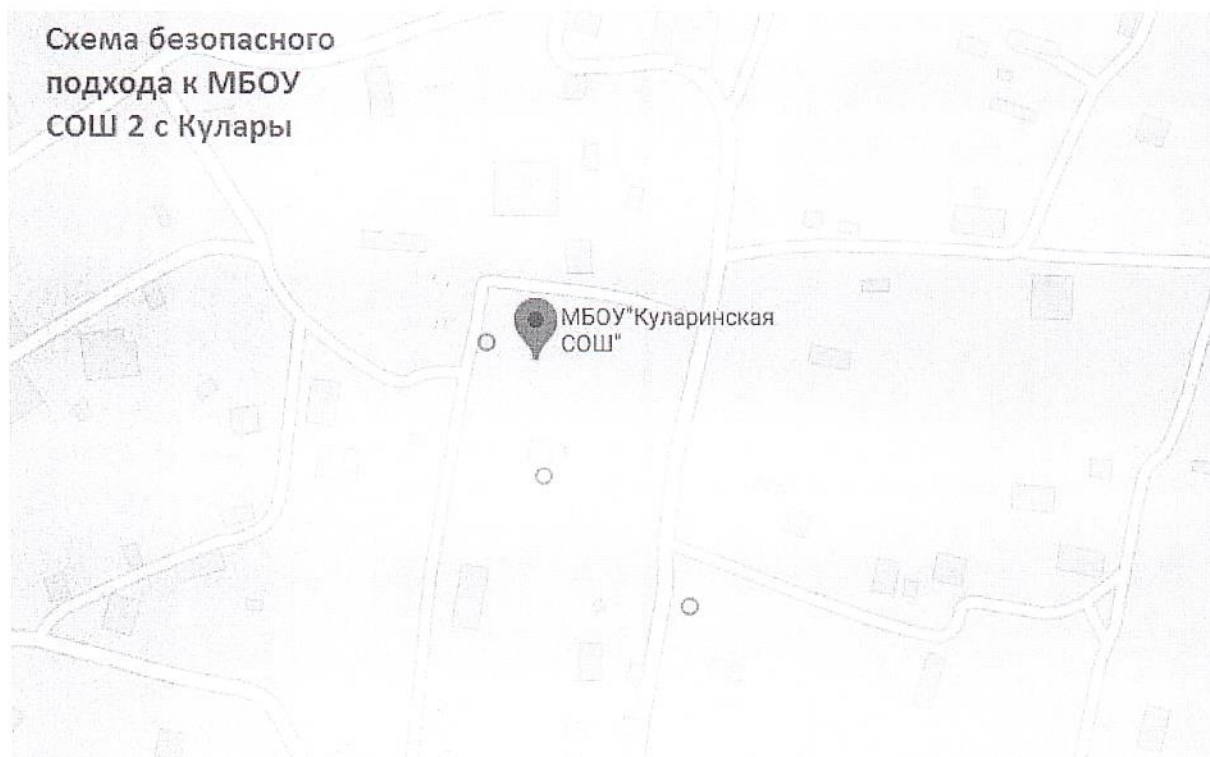 Схема безопасного
подхода к МБОУ
СОШ 2 с Кулары
МБОУ"Куларинская
СОШ"